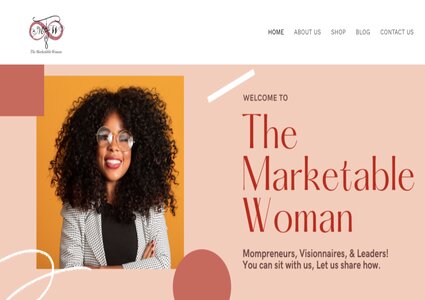 The Marketable Woman
HOME ABOUT US SHOP BLOG CONTACT US
WELCOME TO
The
Marketable
Woman
Mompreneurs, Visionnaires, & Leaders!
You can sit with us, Let us share how.